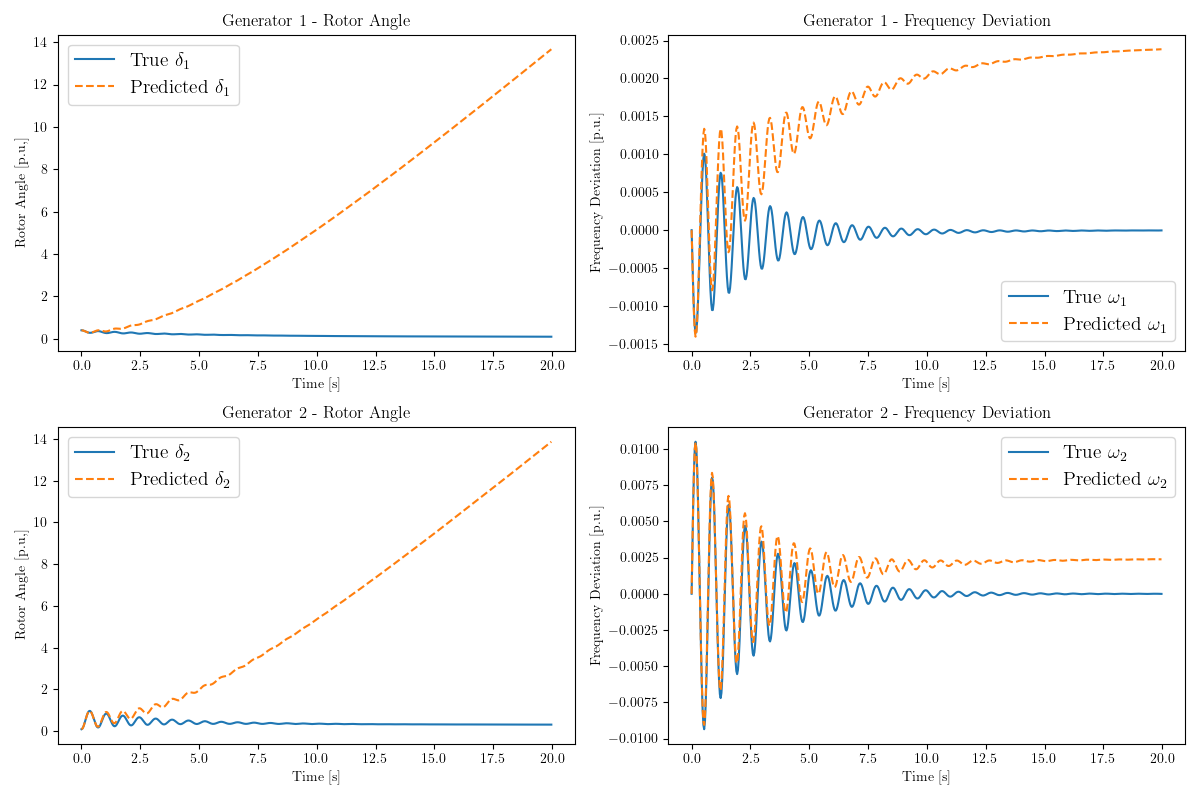 Generator 1 - Rotor Angle
14
12
10
8
6
4
2
0
Rotor Angle [p.u.]
True δ₁
Predicted δ₁
0.0 2.5 5.0 7.5 10.0 12.5 15.0 17.5 20.0
Time [s]
Generator 1 - Frequency Deviation
0.0025
0.0020
0.0015
0.0010
0.0005
0.0000
−0.0005
−0.0010
−0.0015
Frequency Deviation [p.u.]
True ω₁
Predicted ω₁
0.0 2.5 5.0 7.5 10.0 12.5 15.0 17.5 20.0
Time [s]
Generator 2 - Rotor Angle
14
12
10
8
6
4
2
0
Rotor Angle [p.u.]
True δ₂
Predicted δ₂
0.0 2.5 5.0 7.5 10.0 12.5 15.0 17.5 20.0
Time [s]
Generator 2 - Frequency Deviation
0.0100
0.0075
0.0050
0.0025
0.0000
−0.0025
−0.0050
−0.0075
−0.0100
Frequency Deviation [p.u.]
True ω₂
Predicted ω₂
0.0 2.5 5.0 7.5 10.0 12.5 15.0 17.5 20.0
Time [s]